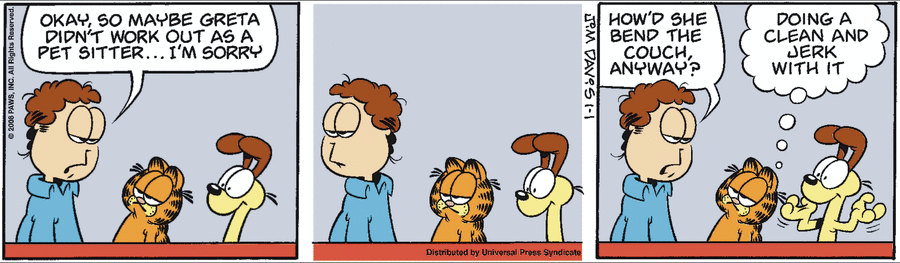 OKAY, SO MAYBE GRETA
DIDN'T WORK OUT AS A
PET SITTER... I'M SORRY
© 2008 PAWS, INC. All Rights Reserved.
Distributed by Universal Press Syndicate
JIM DAVIS 1-1
HOW'D SHE
BEND THE
COUCH,
ANYWAY?
DOING A
CLEAN AND
JERK
WITH IT